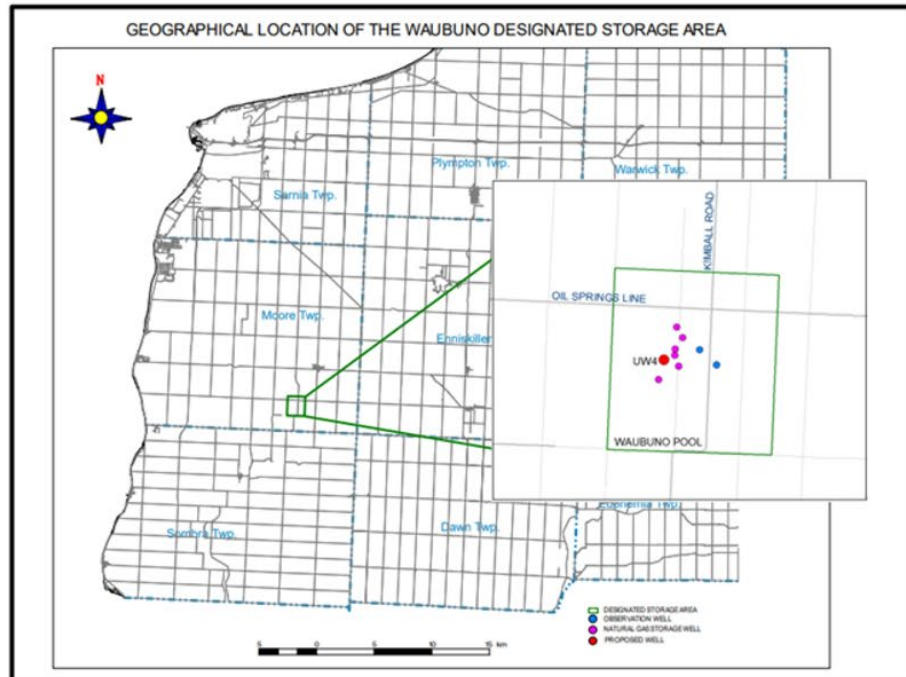 GEOGRAPHICAL LOCATION OF THE WAUBUNO DESIGNATED STORAGE AREA
N
Plympton Twp.
Warwick Twp.
Sarnia Twp.
KIMBALL ROAD
OIL SPRINGS LINE
Moore Twp.
Enniskillen
UW4
WAUBUNO POOL
Sombra Twp.
Dawn Twp.
DESIGNATED STORAGE AREA
OBSERVATION WELL
NATURAL GAS STORAGE WELL
PROPOSED WELL
5 0 5 10 15 km